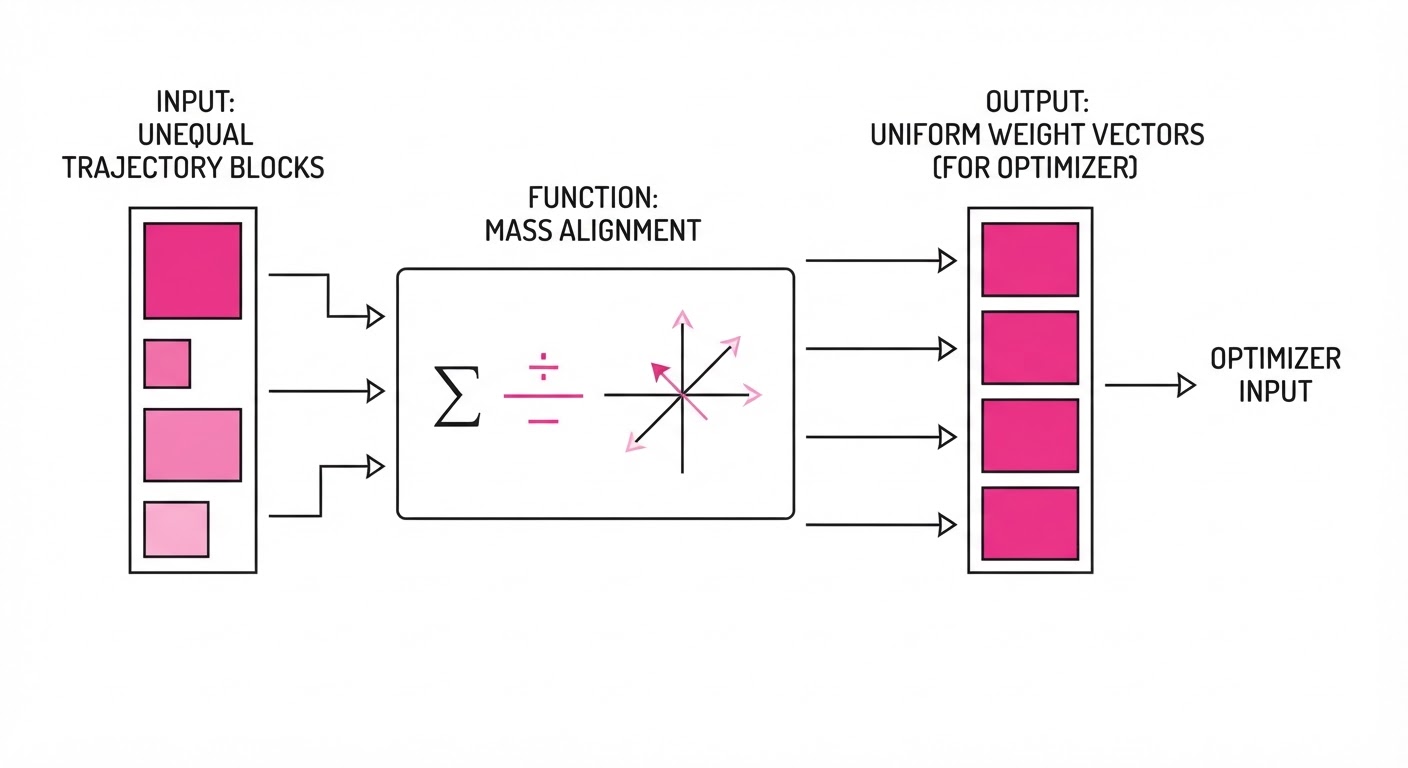 INPUT:
UNEQUAL
TRAJECTORY BLOCKS
FUNCTION:
MASS ALIGNMENT
Σ
÷
−
OUTPUT:
UNIFORM WEIGHT VECTORS
(FOR OPTIMIZER)
OPTIMIZER
INPUT